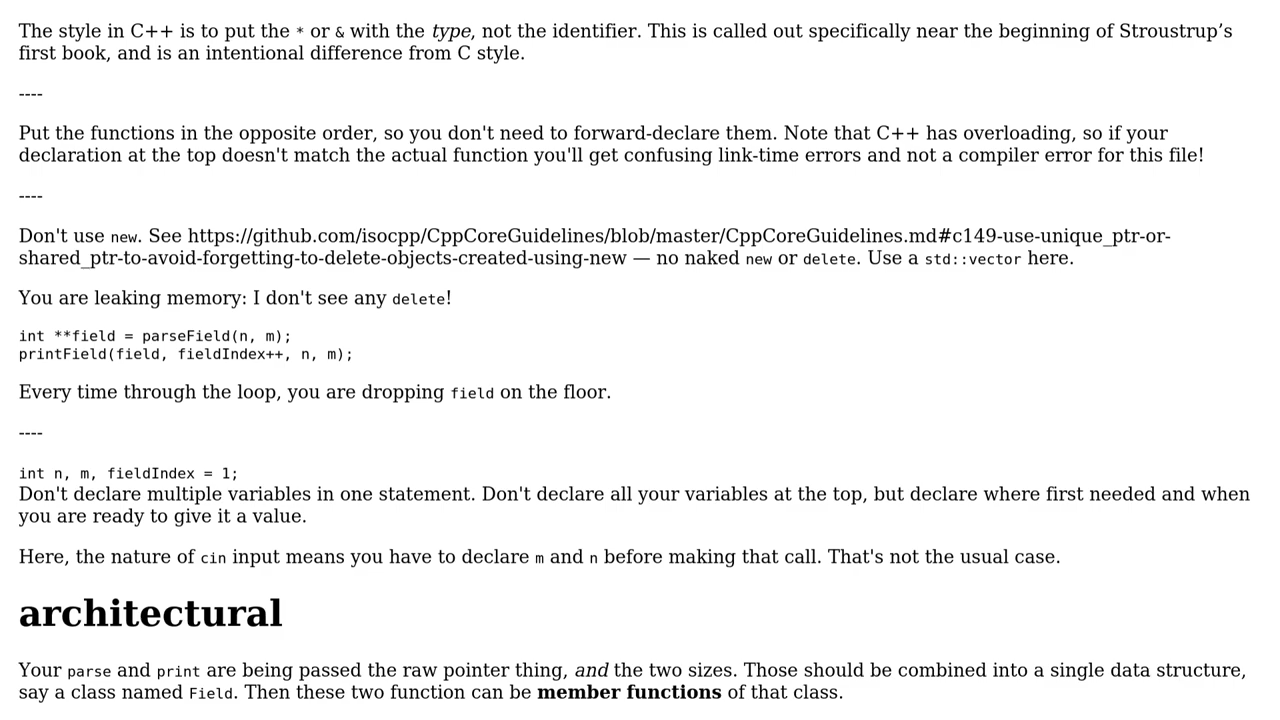 The style in C++ is to put the * or & with the type, not the identifier. This is called out specifically near the beginning of Stroustrup’s
first book, and is an intentional difference from C style.
----
Put the functions in the opposite order, so you don't need to forward-declare them. Note that C++ has overloading, so if your
declaration at the top doesn't match the actual function you'll get confusing link-time errors and not a compiler error for this file!
----
Don't use new. See https://github.com/isocpp/CppCoreGuidelines/blob/master/CppCoreGuidelines.md#c149-use-unique_ptr-or-
shared_ptr-to-avoid-forgetting-to-delete-objects-created-using-new — no naked new or delete. Use a std::vector here.
You are leaking memory: I don't see any delete!
int **field = parseField(n, m);
printField(field, fieldIndex++, n, m);
Every time through the loop, you are dropping field on the floor.
----
int n, m, fieldIndex = 1;
Don't declare multiple variables in one statement. Don't declare all your variables at the top, but declare where first needed and when
you are ready to give it a value.
Here, the nature of cin input means you have to declare m and n before making that call. That's not the usual case.
architectural
Your parse and print are being passed the raw pointer thing, and the two sizes. Those should be combined into a single data structure,
say a class named Field. Then these two function can be member functions of that class.